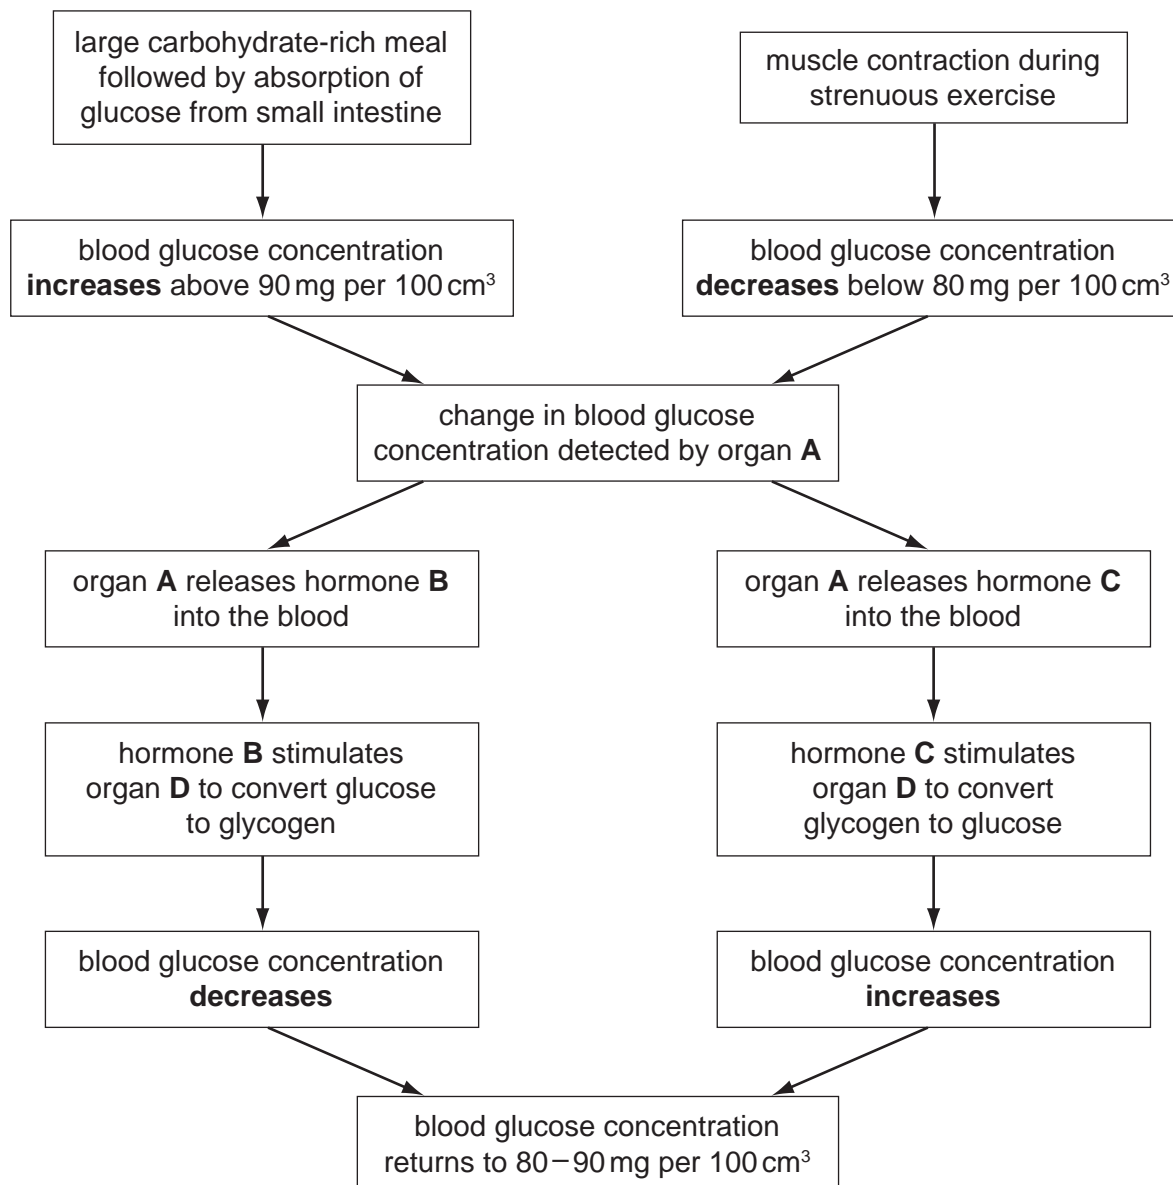 large carbohydrate-rich meal
followed by absorption of
glucose from small intestine
muscle contraction during
strenuous exercise
blood glucose concentration
increases above 90 mg per 100 cm³
blood glucose concentration
decreases below 80 mg per 100 cm³
change in blood glucose
concentration detected by organ A
organ A releases hormone B
into the blood
organ A releases hormone C
into the blood
hormone B stimulates
organ D to convert glucose
to glycogen
hormone C stimulates
organ D to convert
glycogen to glucose
blood glucose concentration
decreases
blood glucose concentration
increases
blood glucose concentration
returns to 80–90 mg per 100 cm³